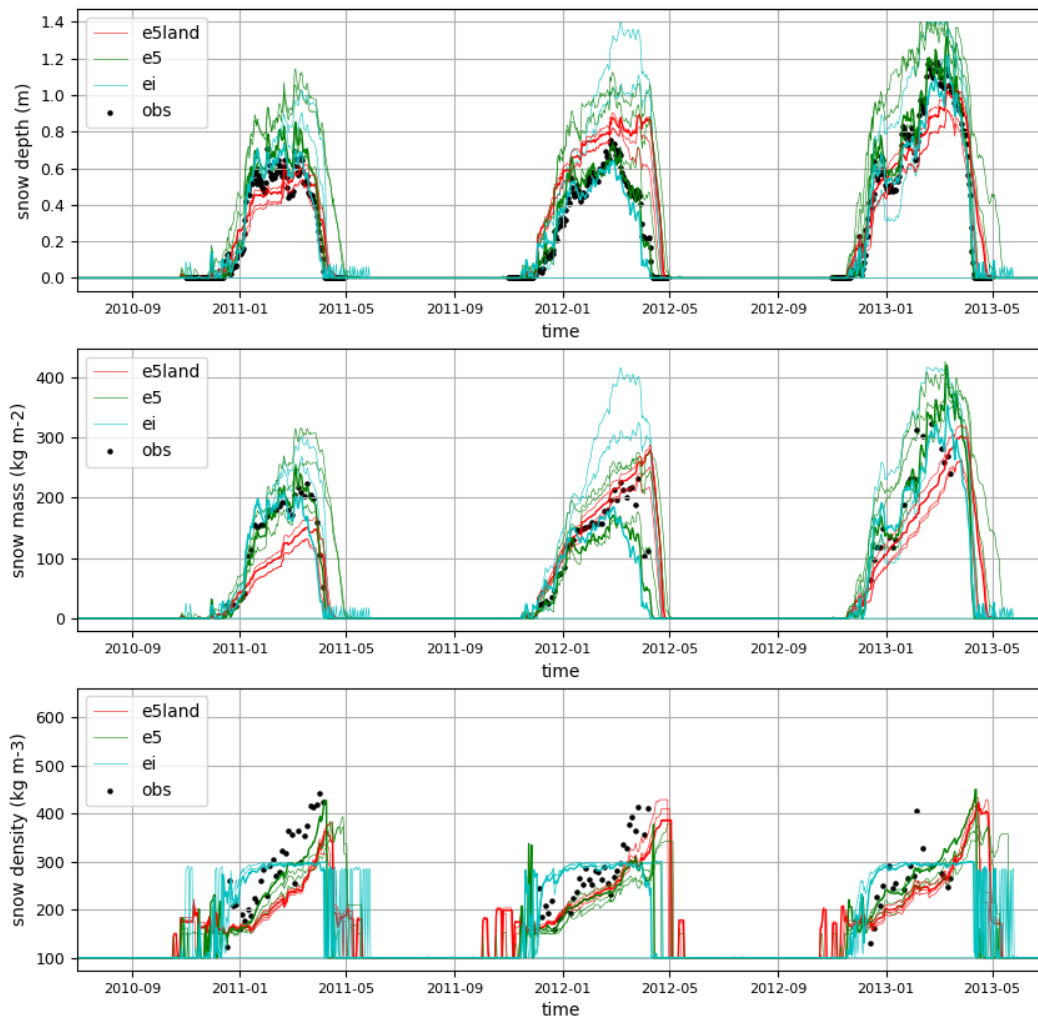 snow depth (m)
1.4
1.2
1.0
0.8
0.6
0.4
0.2
0.0
e5land
e5
ei
obs
2010-09
2011-01
2011-05
2011-09
2012-01
2012-05
2012-09
2013-01
2013-05
time
snow mass (kg m-2)
400
300
200
100
0
e5land
e5
ei
obs
2010-09
2011-01
2011-05
2011-09
2012-01
2012-05
2012-09
2013-01
2013-05
time
snow density (kg m-3)
600
500
400
300
200
100
e5land
e5
ei
obs
2010-09
2011-01
2011-05
2011-09
2012-01
2012-05
2012-09
2013-01
2013-05
time